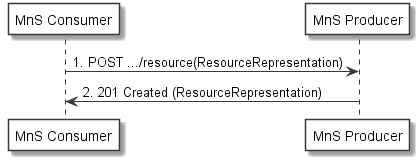 MnS Consumer
MnS Producer
1. POST .../resource(ResourceRepresentation)
2. 201 Created (ResourceRepresentation)
MnS Consumer
MnS Producer